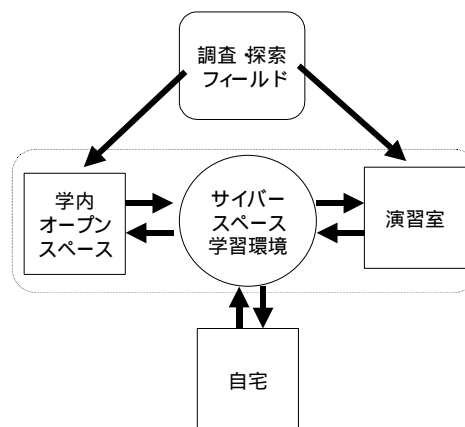 調査・探索
フィールド
学内
オープン
スペース
サイバー
スペース
学習環境
演習室
自宅